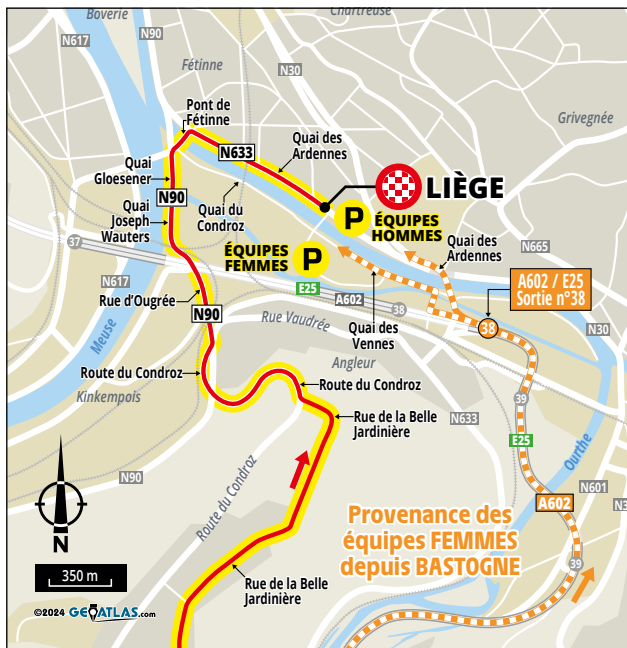 Boverie
Chartreuse
N617
N90
Fétinne
N30
N30
Pont de
Fétinne
Grivegnée
N633
Quai des
Ardennes
Quai
Gloesener
LIÈGE
N90
Quai
Joseph
Wauters
Quai du
Condroz
P
ÉQUIPES
HOMMES
37
ÉQUIPES
FEMMES
P
Quai des
Ardennes
N665
N617
E25
A602
38
A602 / E25
Sortie n°38
Rue d'Ougrée
N90
Rue Vaudrée
Quai des
Vennes
38
N30
Meuse
Angleur
Route du Condroz
Route du Condroz
39
Kinkempois
Rue de la Belle
Jardinière
N633
E25
Ourthe
N90
Route du Condroz
N601
A602
N3
N
Provenance des
équipes FEMMES
depuis BASTOGNE
350 m
39
Rue de la Belle
Jardinière
©2024 GEOATLAS.com